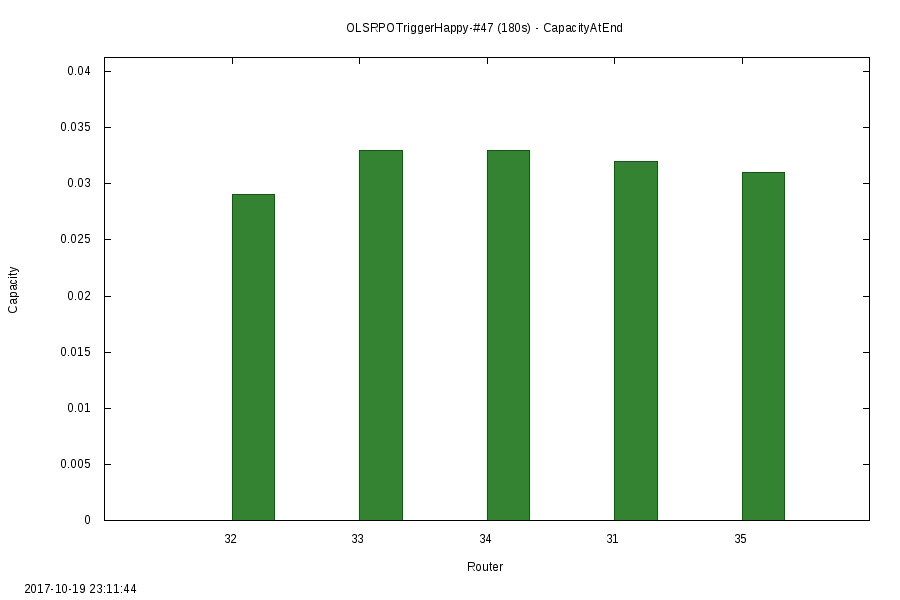 OLSRPOTriggerHappy-#47 (180s) - CapacityAtEnd
0.04
0.035
0.03
0.025
0.02
0.015
0.01
0.005
0
Capacity
32 33 34 31 35
Router
2017-10-19 23:11:44